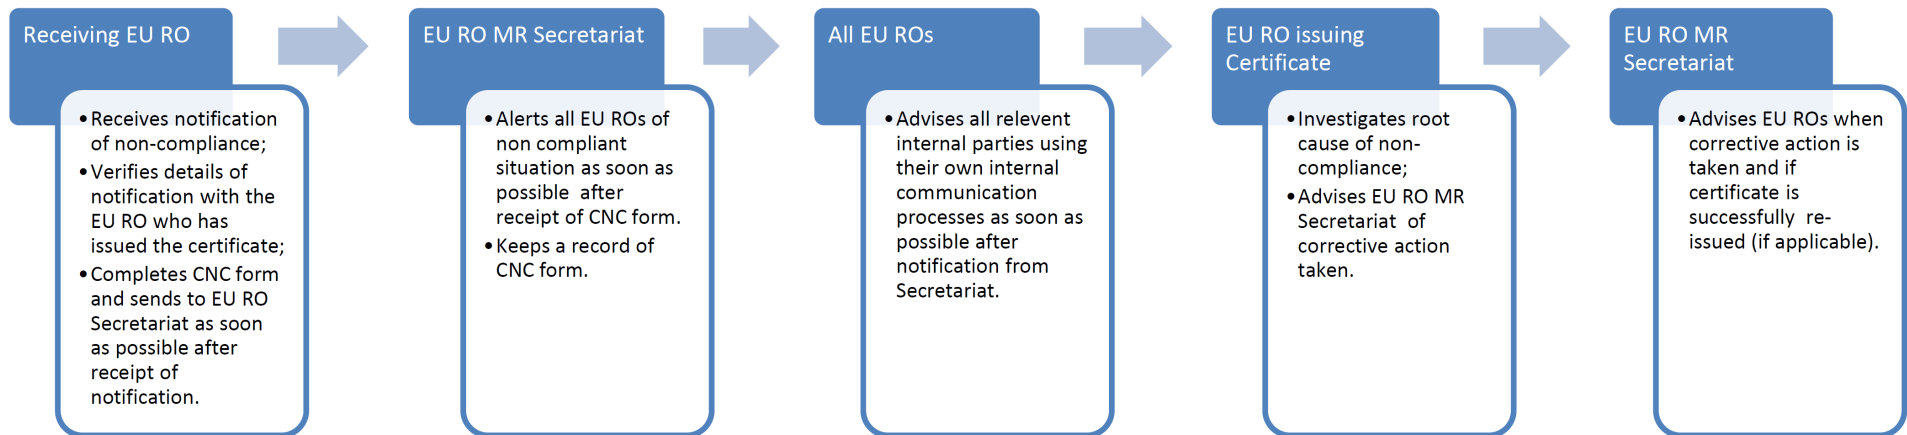 Receiving EU RO
•Receives notification
of non-compliance;
•Verifies details of
notification with the
EU RO who has
issued the certificate;
•Completes CNC form
and sends to EU RO
Secretariat as soon
as possible after
receipt of
notification.
EU RO MR Secretariat
•Alerts all EU ROs of
non compliant
situation as soon as
possible after
receipt of CNC form.
•Keeps a record of
CNC form.
All EU ROs
•Advises all relevent
internal parties using
their own internal
communication
processes as soon as
possible after
notification from
Secretariat.
EU RO issuing
Certificate
•Investigates root
cause of non-
compliance;
•Advises EU RO MR
Secretariat of
corrective action
taken.
EU RO MR
Secretariat
•Advises EU ROs when
corrective action is
taken and if
certificate is
successfully re-
issued (if applicable).